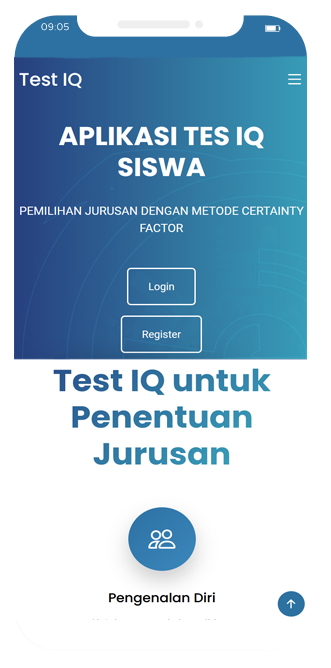 09:05
Test IQ
APLIKASI TES IQ
SISWA
PEMILIHAN JURUSAN DENGAN METODE CERTAINTY
FACTOR
Login
Register
Test IQ untuk
Penentuan
Jurusan
Pengenalan Diri